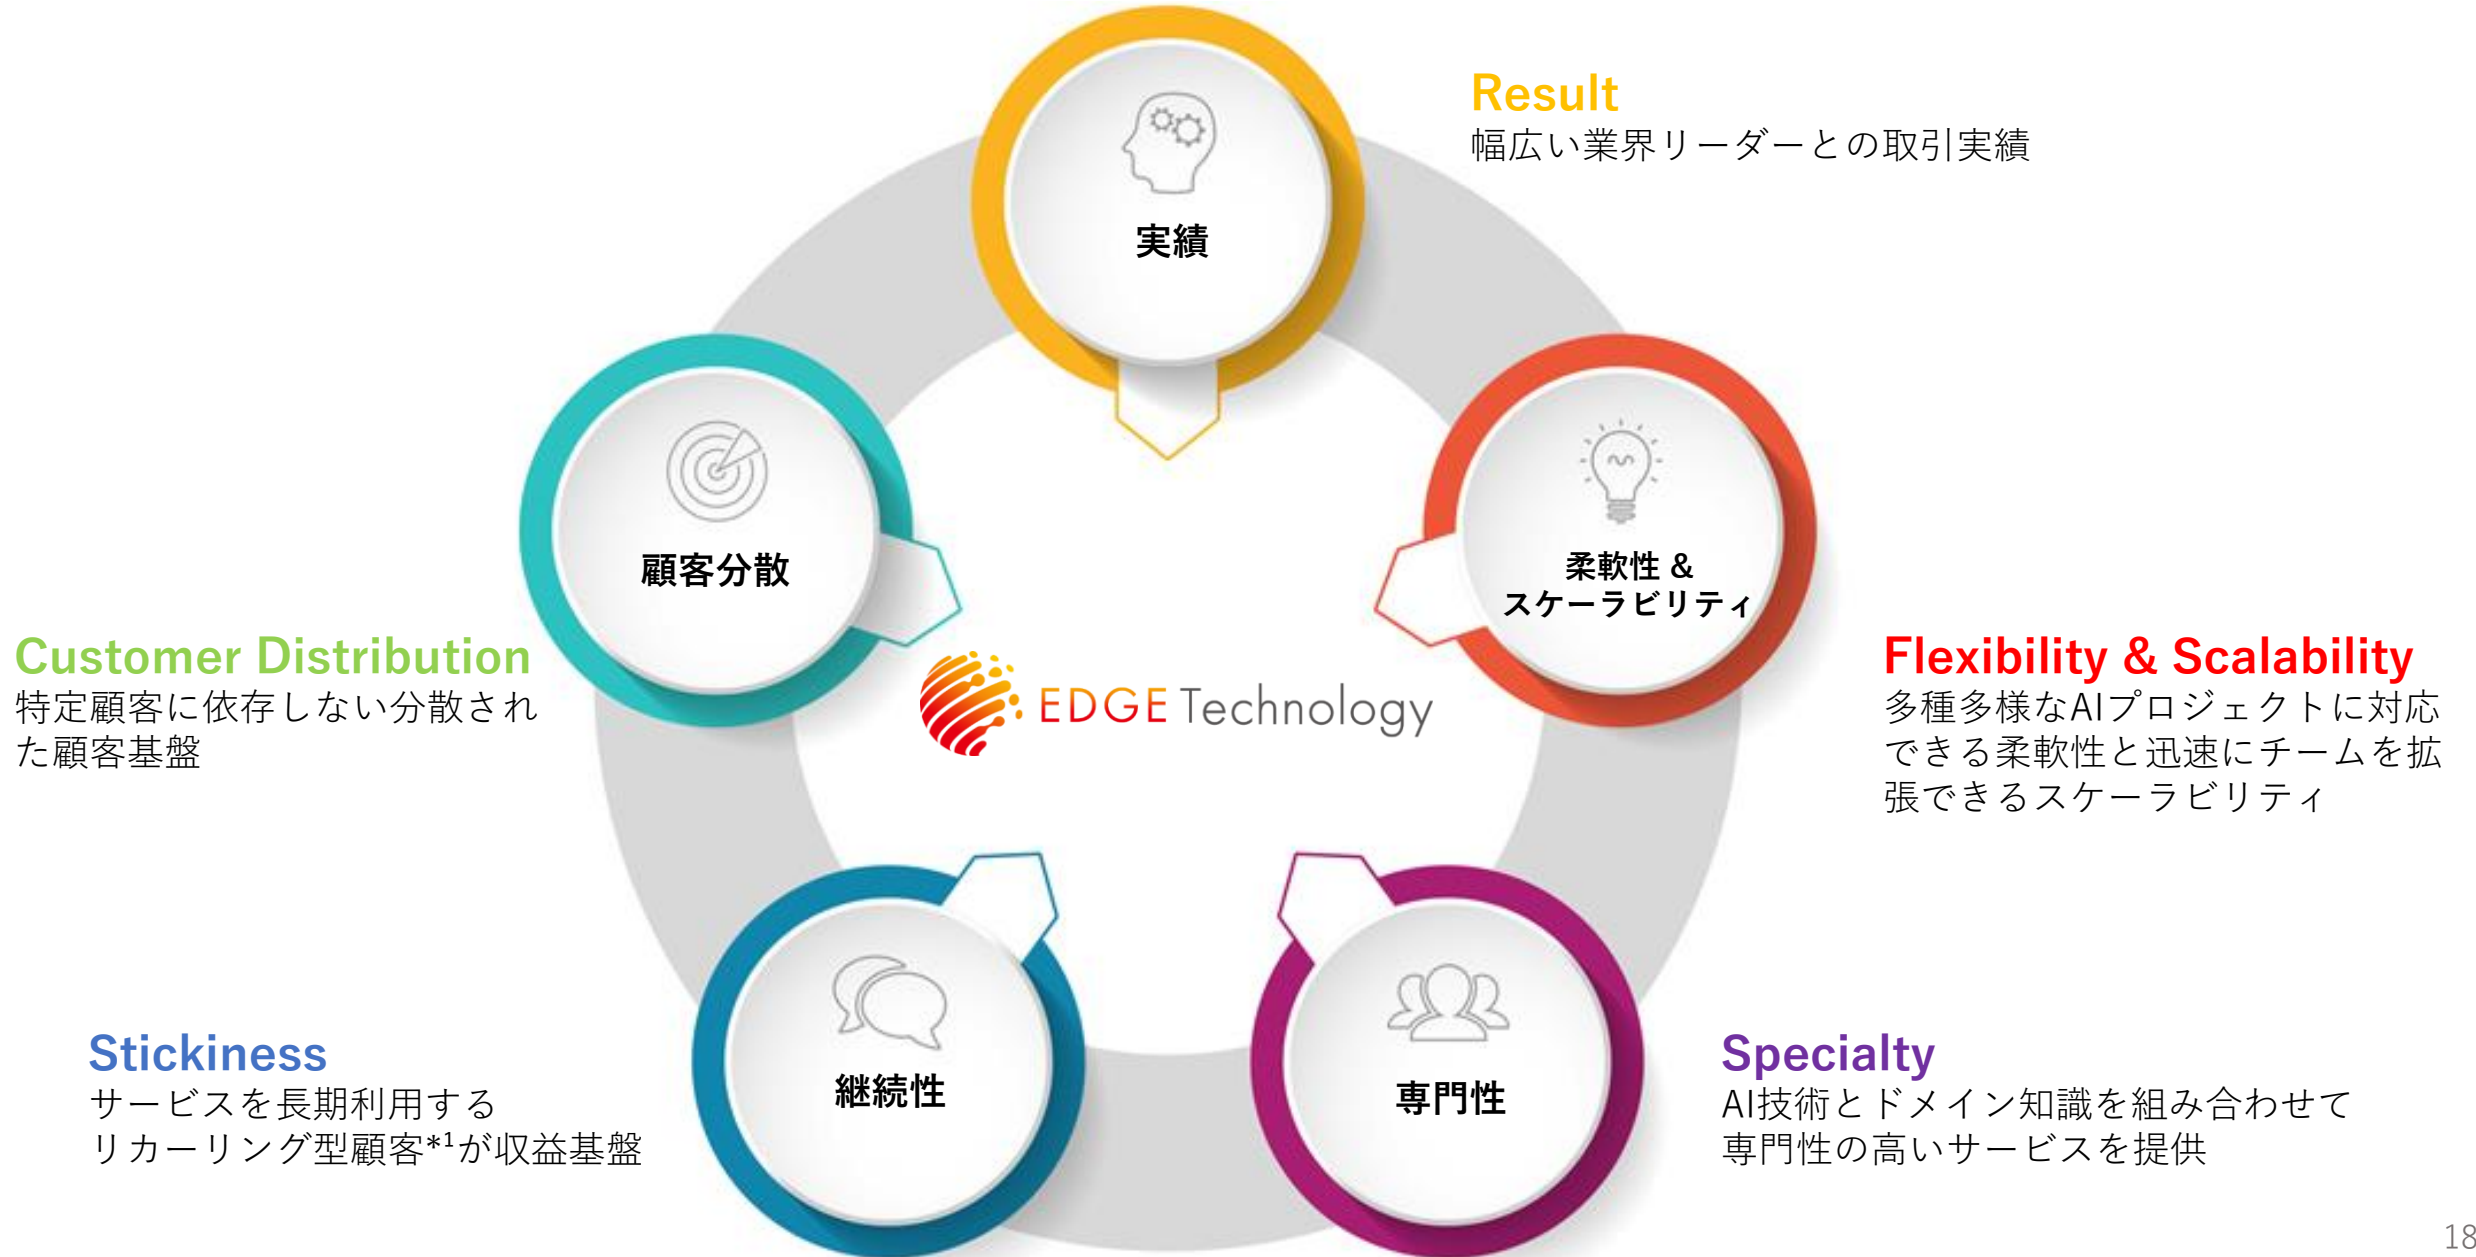 Result
幅広い業界リーダーとの取引実績
実績
顧客分散
柔軟性 &
スケーラビリティ
Customer Distribution
特定顧客に依存しない分散され
た顧客基盤
EDGE Technology
Flexibility & Scalability
多種多様なAIプロジェクトに対応
できる柔軟性と迅速にチームを拡
張できるスケーラビリティ
Stickiness
サービスを長期利用する
リカーリング型顧客*¹が収益基盤
継続性
専門性
Specialty
AI技術とドメイン知識を組み合わせて
専門性の高いサービスを提供
18